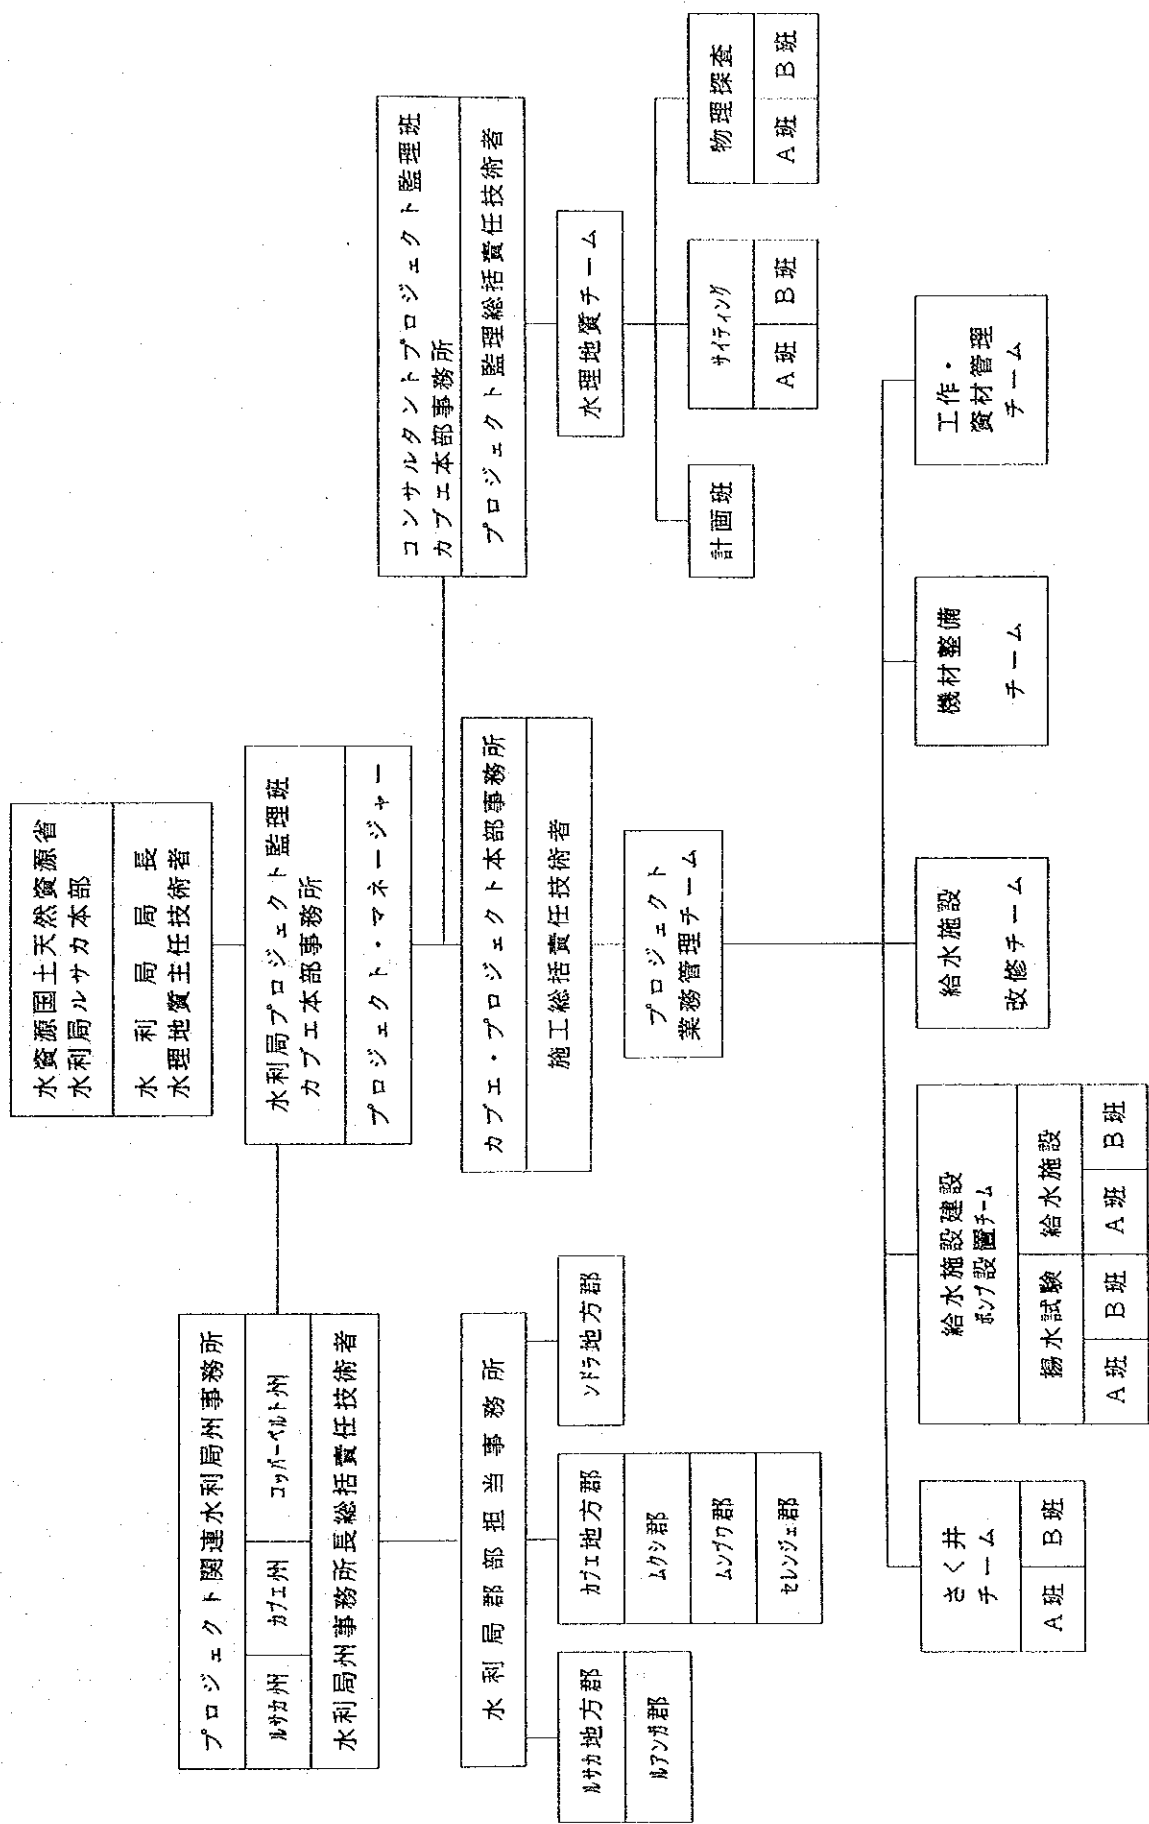 水資源国土天然資源省
水利局ルサカ本部
水利局局長
水理地質主任技術者
水利局プロジェクト監理班
カブエ本部事務所
プロジェクト・マネージャー
プロジェクト関連水利局州事務所
ルサカ州
カブエ州
コッパーベルト州
水利局州事務所長総括責任技術者
水利局郡部担当事務所
ルサカ地方郡
ルアンガ郡
カブエ地方郡
ムクシ郡
ムンブワ郡
セレンジェ郡
ンドラ地方郡
カブエ・プロジェクト本部事務所
施工総括責任技術者
プロジェクト
業務管理チーム
コンサルタントプロジェクト監理班
カブエ本部事務所
プロジェクト監理総括責任技術者
水理地質チーム
計画班
サイティング
A班
B班
物理探査
A班
B班
さく井
チーム
A班
B班
給水施設建設
ポンプ設置チーム
揚水試験
給水施設
A班
B班
A班
B班
給水施設
改修チーム
機材整備
チーム
工作・
資材管理
チーム